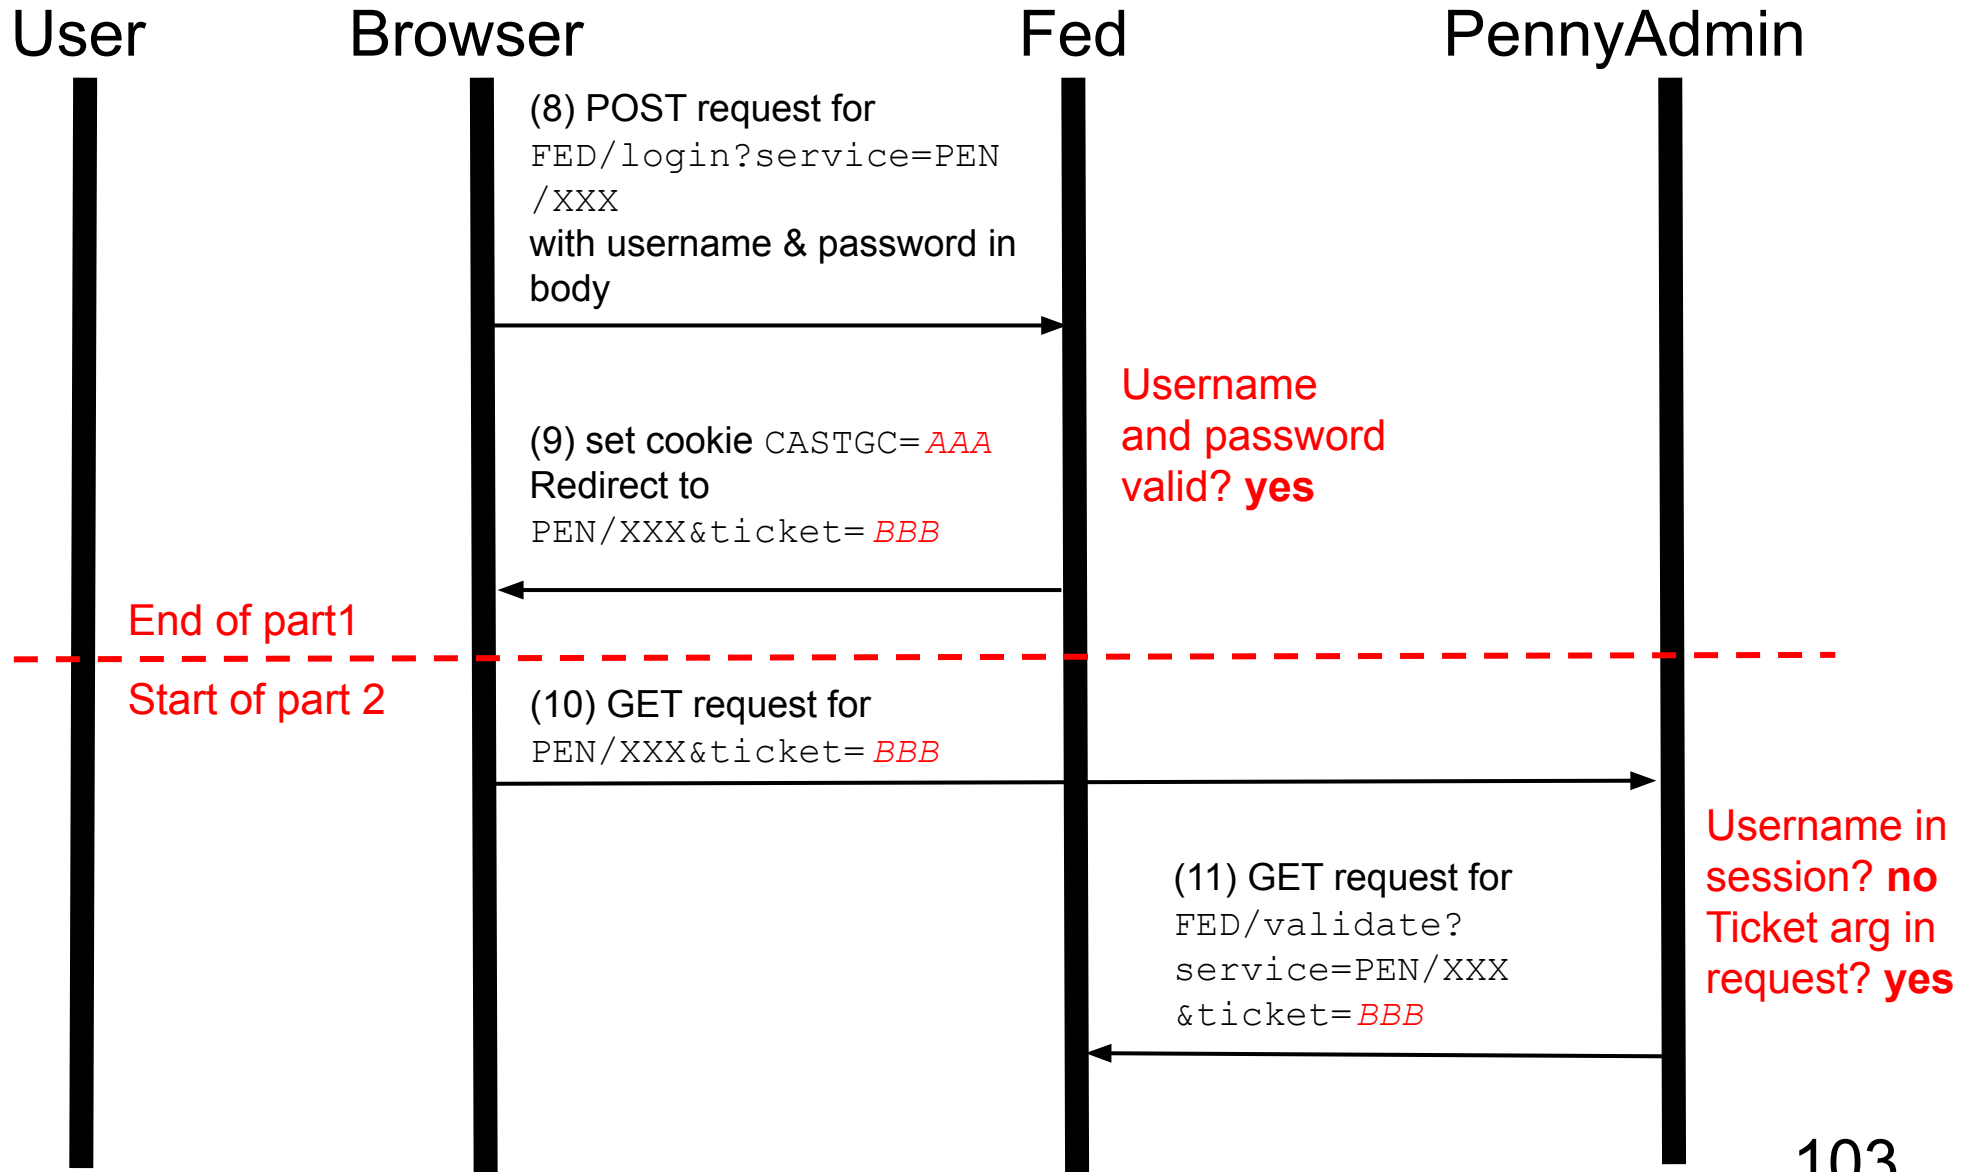 User Browser Fed PennyAdmin
(8) POST request for
FED/login?service=PEN
/XXX
with username & password in
body
Username
and password
valid? yes
(9) set cookie CASTGC=AAA
Redirect to
PEN/XXX&ticket=BBB
End of part1
Start of part 2
(10) GET request for
PEN/XXX&ticket=BBB
Username in
session? no
Ticket arg in
request? yes
(11) GET request for
FED/validate?
service=PEN/XXX
&ticket=BBB
103